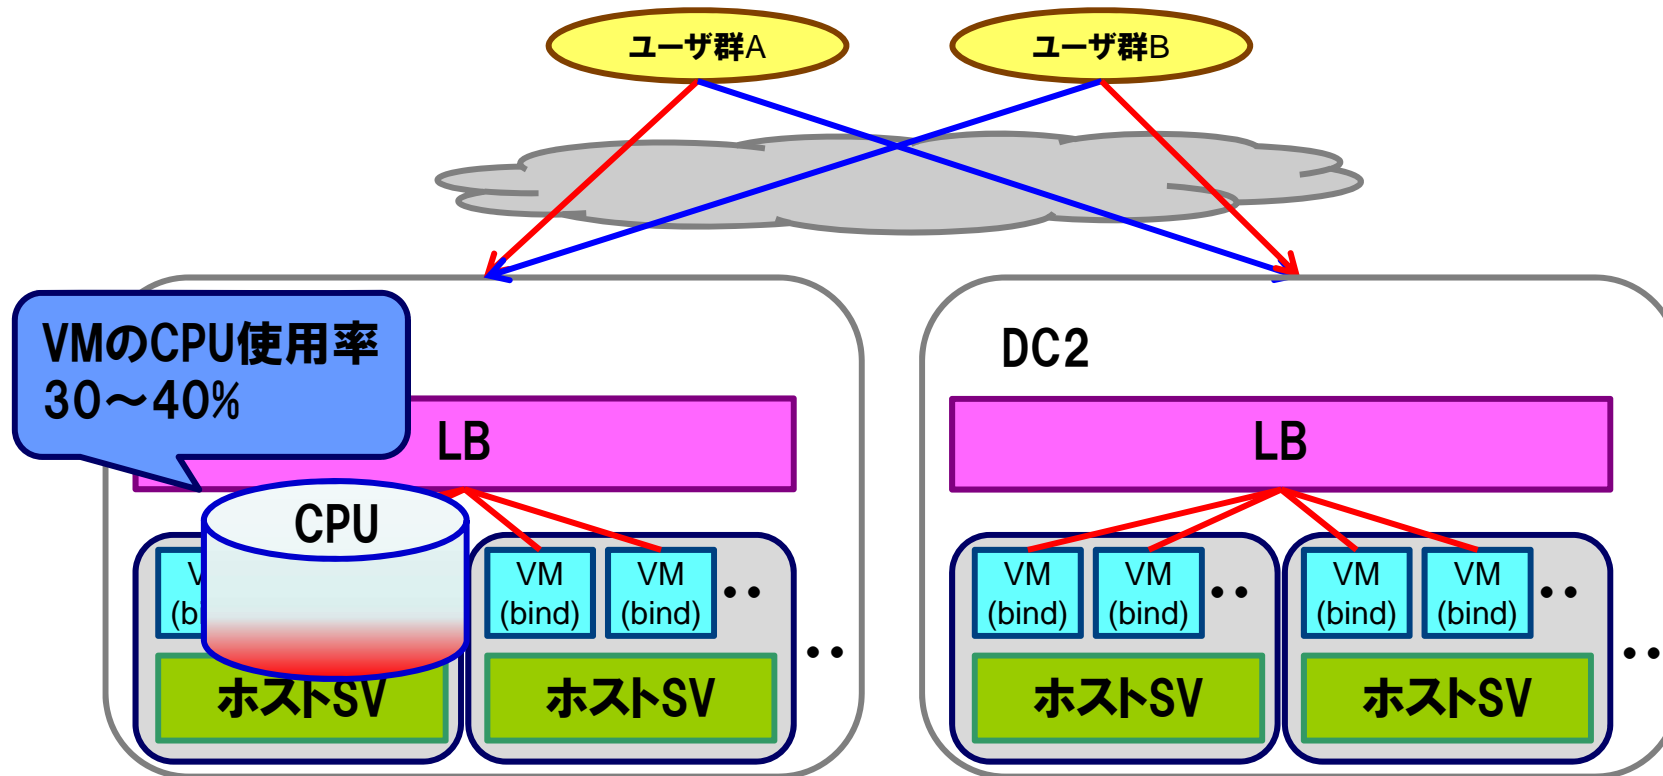 ユーザ群A
ユーザ群B
VMのCPU使用率
30～40%
DC2
LB
LB
CPU
VM
(bind)
VM
(bind)
VM
(bind)
VM
(bind)
VM
(bind)
VM
(bind)
ホストSV
ホストSV
ホストSV
ホストSV